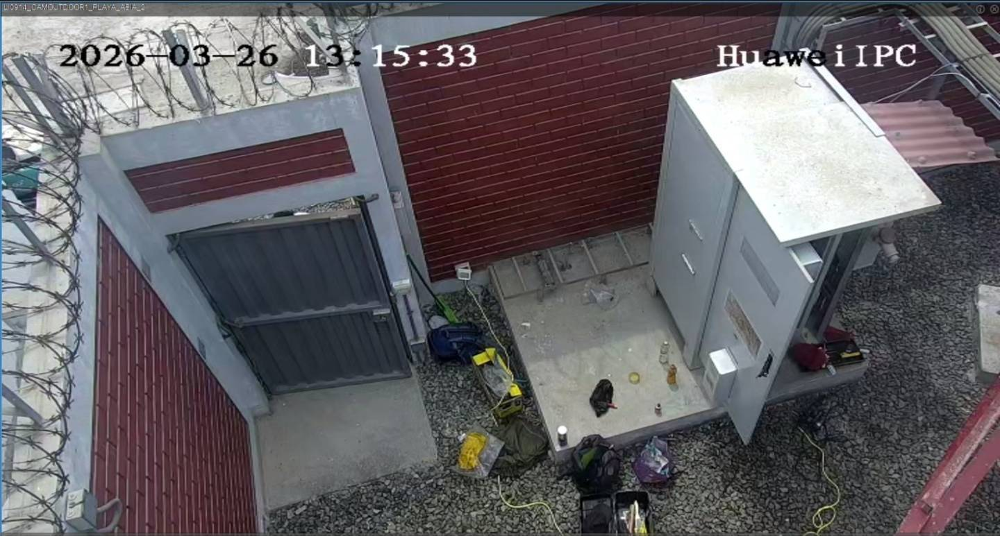 LI0914_CAMOUTDOOR1_PLAYA_ASIA_2
2026-03-26 13:15:33
HuaweiIPC